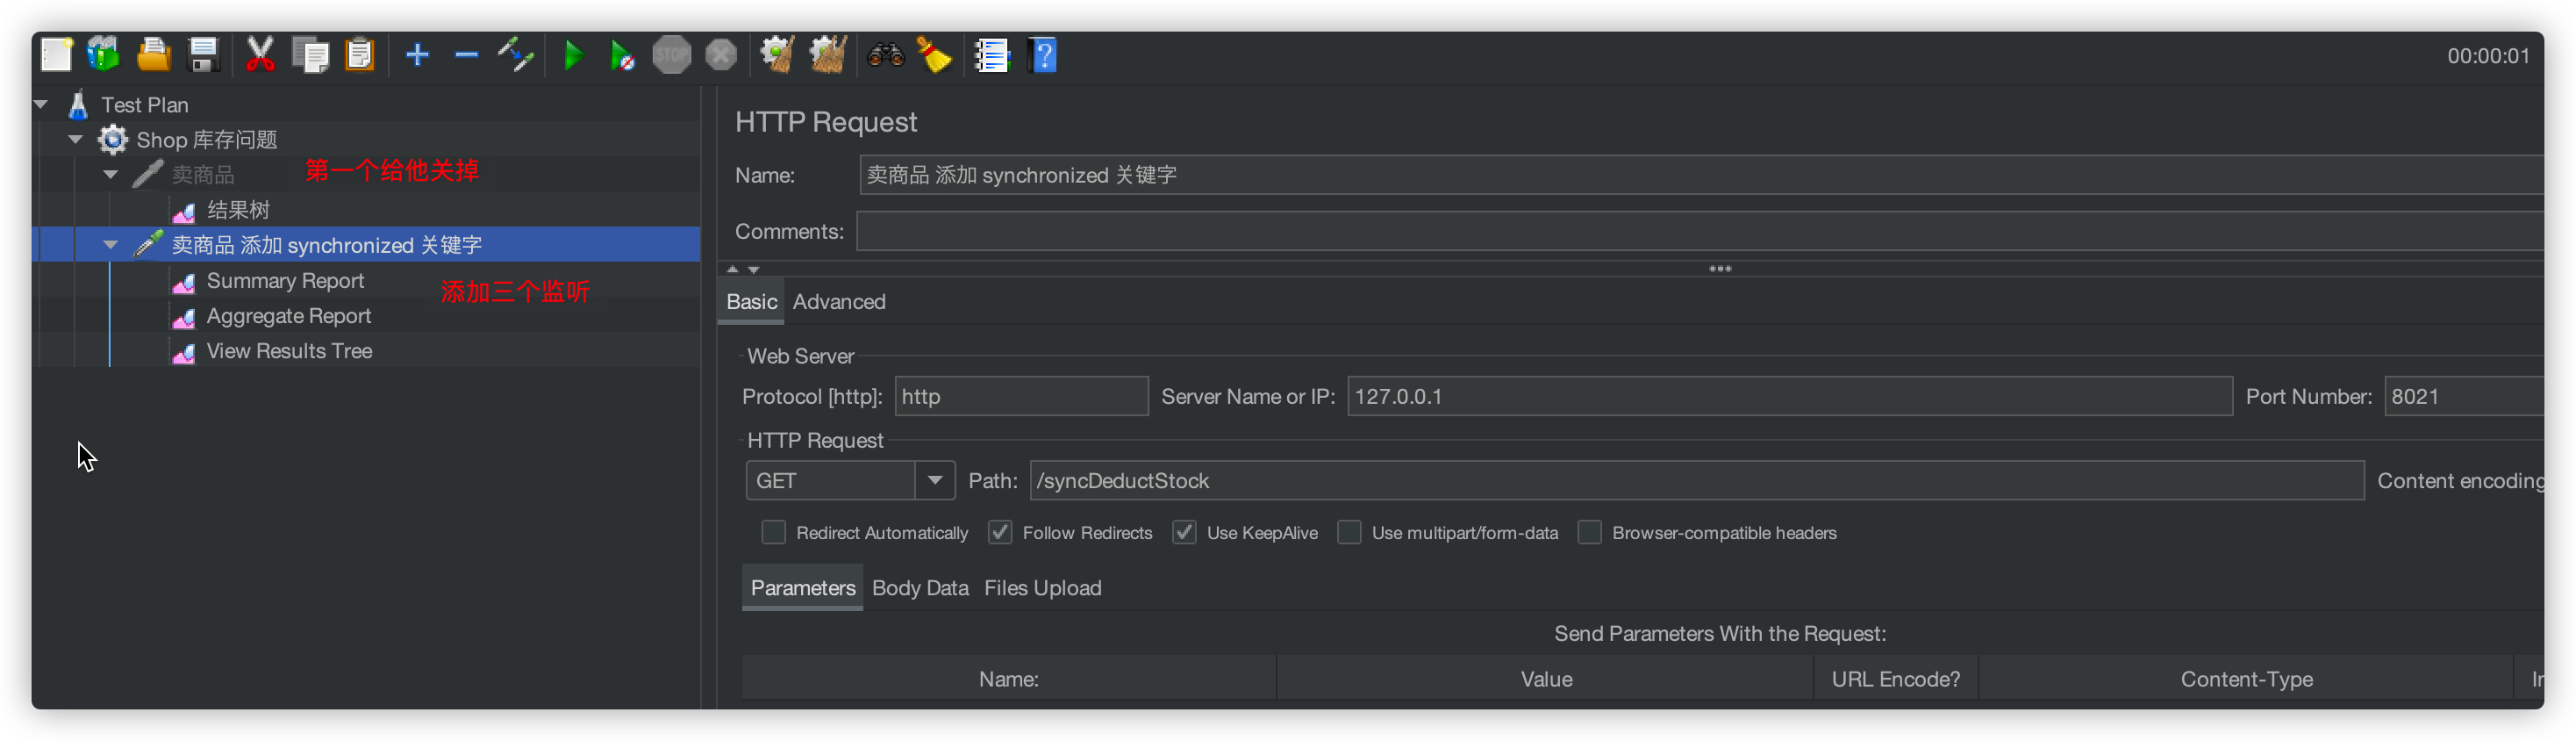 STOP
00:00:01
Test Plan
Shop 库存问题
卖商品
第一个给他关掉
结果树
卖商品 添加 synchronized 关键字
Summary Report
添加三个监听
Aggregate Report
View Results Tree
HTTP Request
Name: 卖商品 添加 synchronized 关键字
Comments:
Basic Advanced
Web Server
Protocol [http]: http Server Name or IP: 127.0.0.1 Port Number: 8021
HTTP Request
GET Path: /syncDeductStock Content encoding
Redirect Automatically Follow Redirects Use KeepAlive Use multipart/form-data Browser-compatible headers
Parameters Body Data Files Upload
Send Parameters With the Request:
Name: Value URL Encode? Content-Type